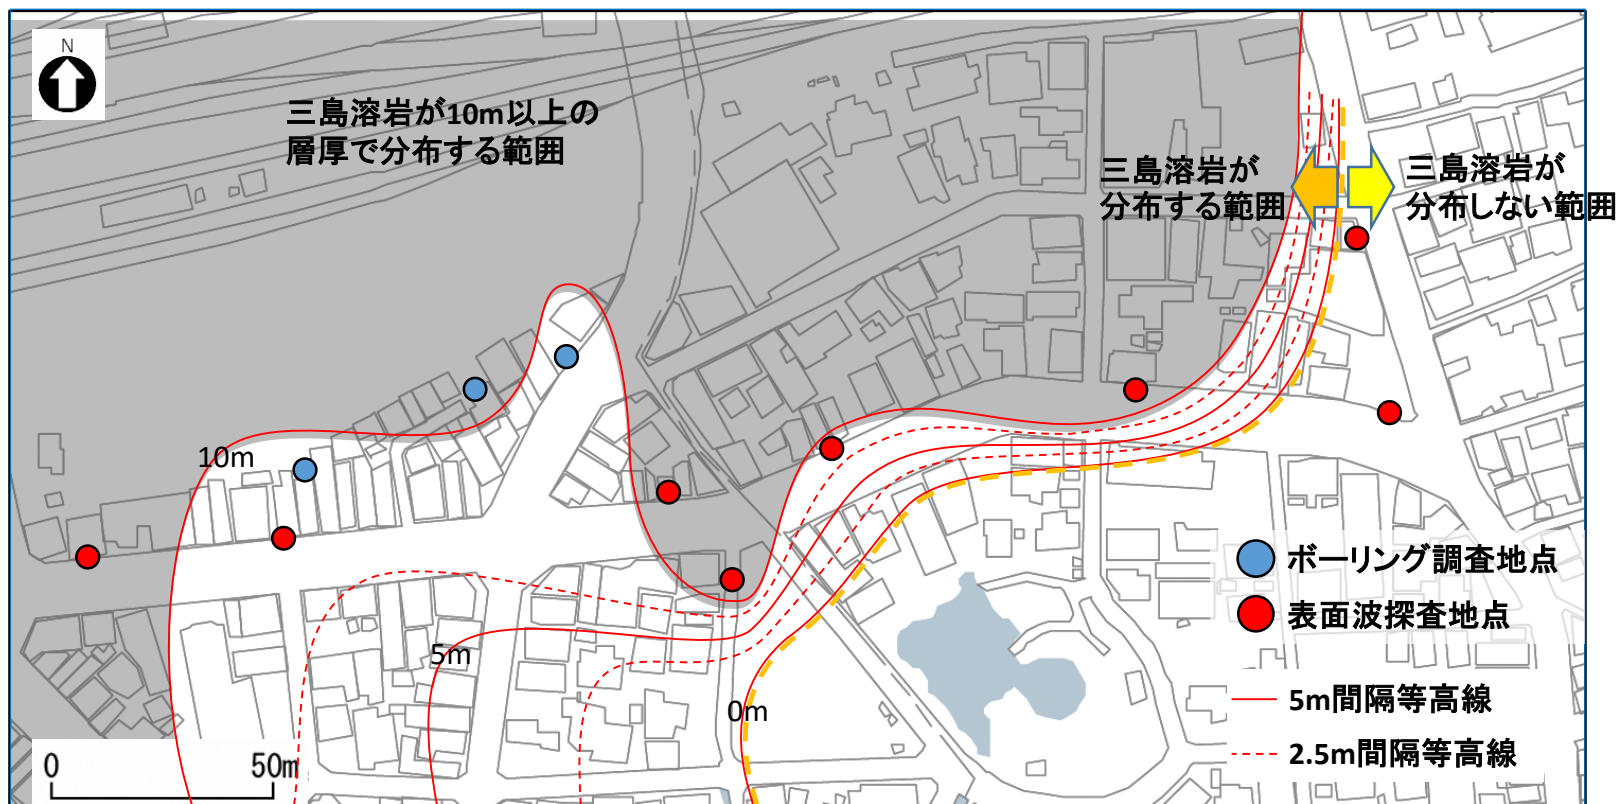 N
三島溶岩が10m以上の
層厚で分布する範囲
三島溶岩が
分布する範囲
三島溶岩が
分布しない範囲
10m
5m
0m
ボーリング調査地点
表面波探査地点
5m間隔等高線
2.5m間隔等高線
0 50m